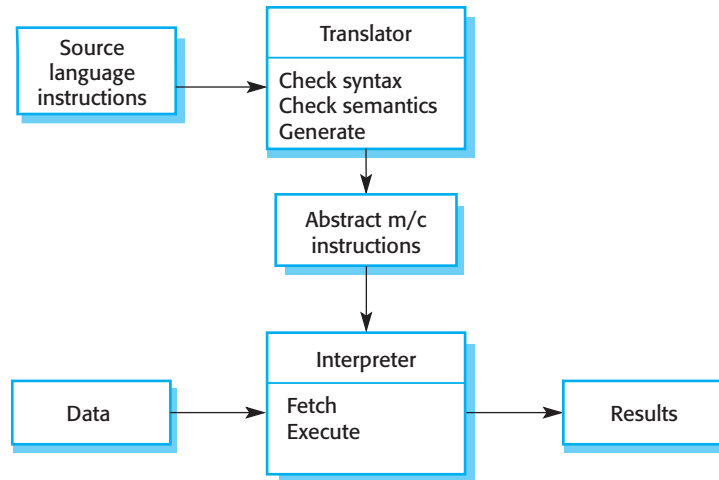 Source
language
instructions
Translator
Check syntax
Check semantics
Generate
Abstract m/c
instructions
Data
Interpreter
Fetch
Execute
Results